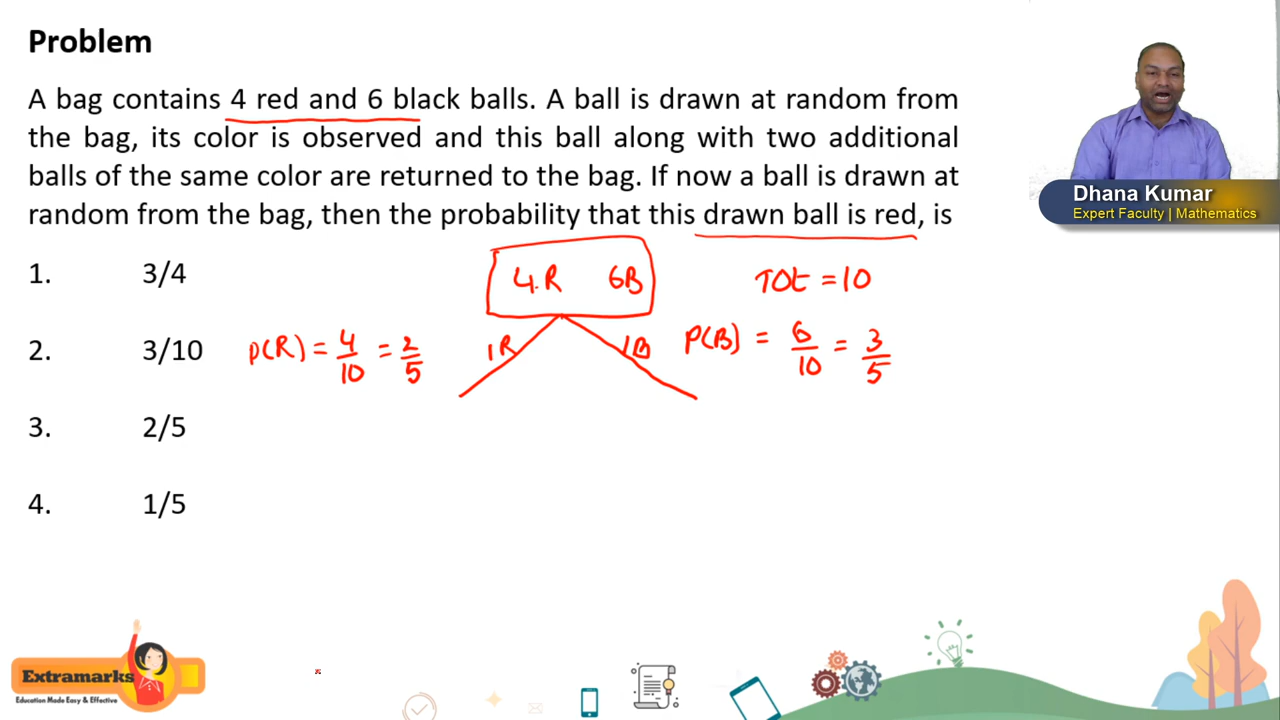 Problem
A bag contains 4 red and 6 black balls. A ball is drawn at random from
the bag, its color is observed and this ball along with two additional
balls of the same color are returned to the bag. If now a ball is drawn at
random from the bag, then the probability that this drawn ball is red, is
Dhana Kumar
Expert Faculty | Mathematics
1. 3/4
4.R 6B
TOt = 10
2. 3/10
P(R) = 4/10 = 2/5
1R
1B
P(B) = 6/10 = 3/5
3. 2/5
4. 1/5
Extramarks
Education Made Easy & Effective